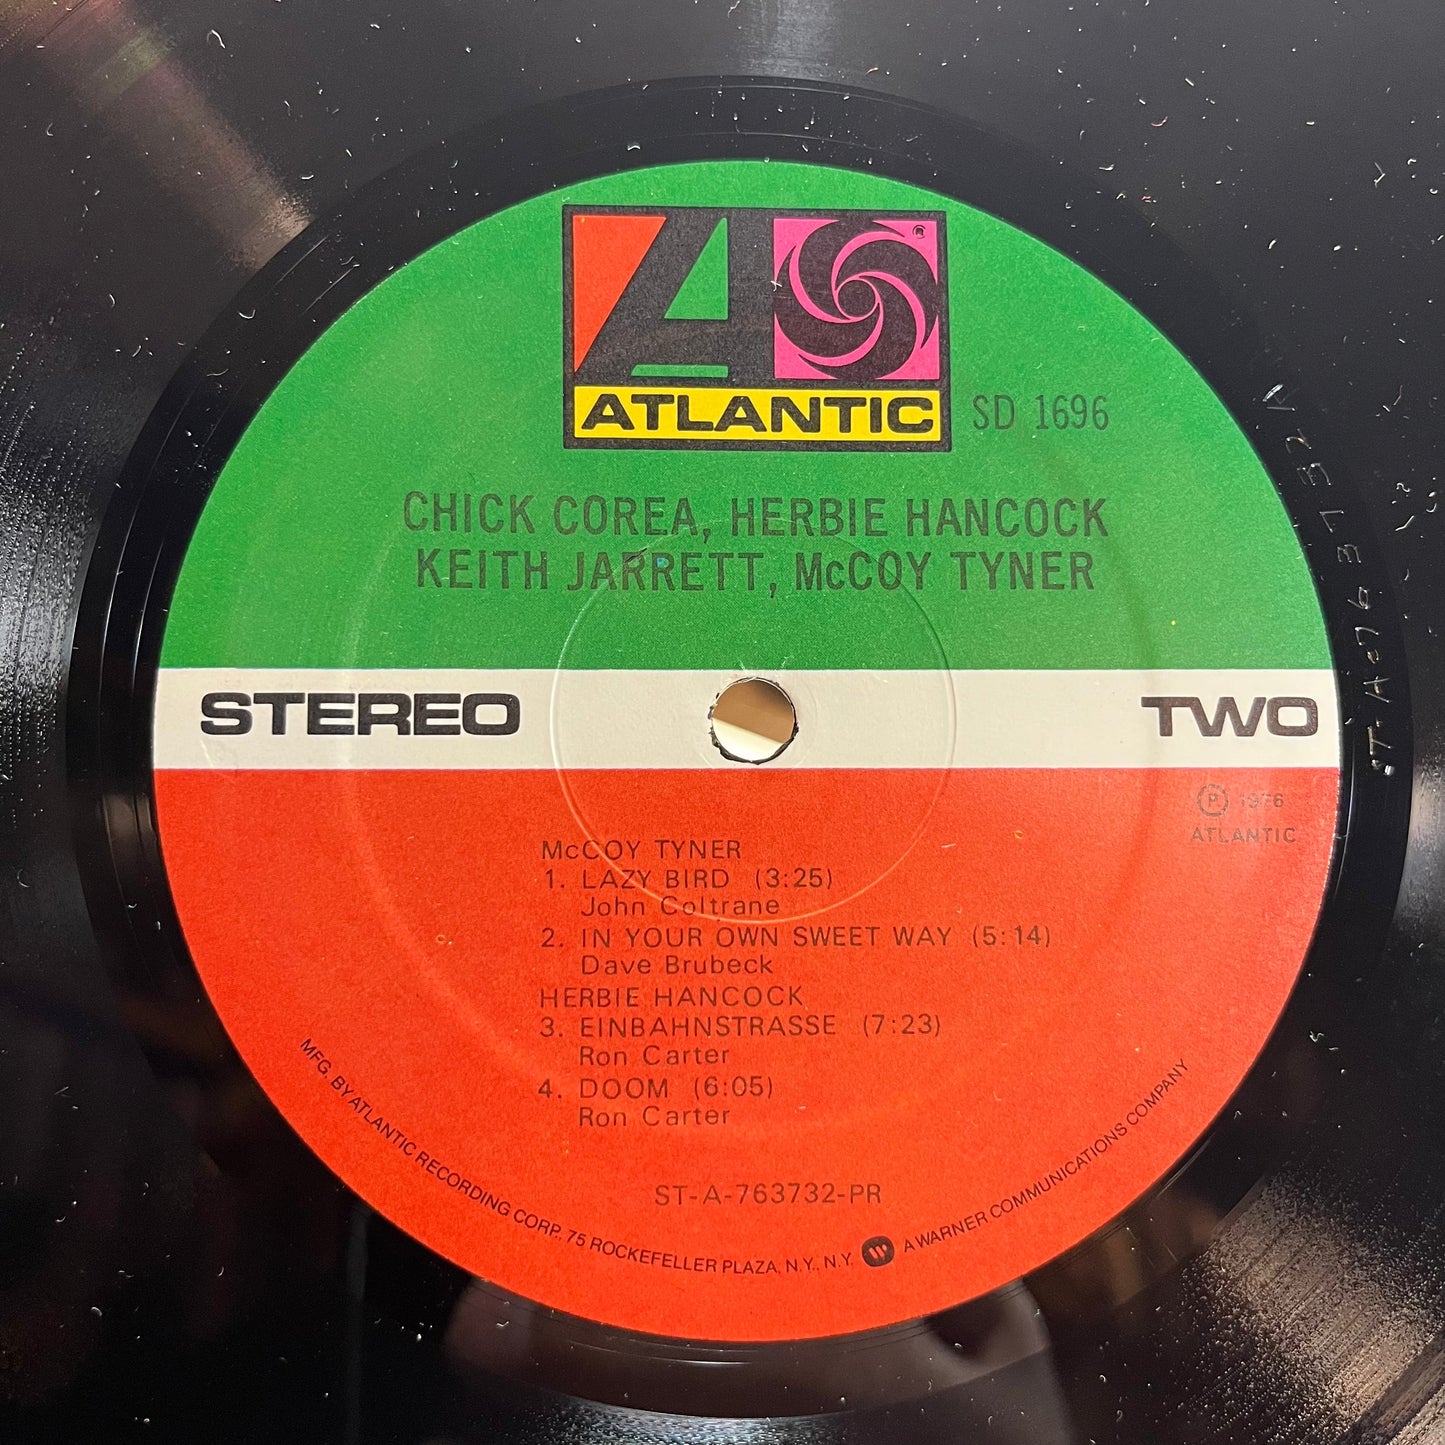 ATLANTIC
SD 1696
CHICK COREA, HERBIE HANCOCK
KEITH JARRETT, McCOY TYNER
STEREO
TWO
℗ 1976
ATLANTIC
McCOY TYNER
1. LAZY BIRD (3:25)
John Coltrane
2. IN YOUR OWN SWEET WAY (5:14)
Dave Brubeck
HERBIE HANCOCK
3. EINBAHNSTRASSE (7:23)
Ron Carter
4. DOOM (6:05)
Ron Carter
ST-A-763732-PR
MFG. BY ATLANTIC RECORDING CORP., 75 ROCKEFELLER PLAZA, N.Y., N.Y. A WARNER COMMUNICATIONS COMPANY